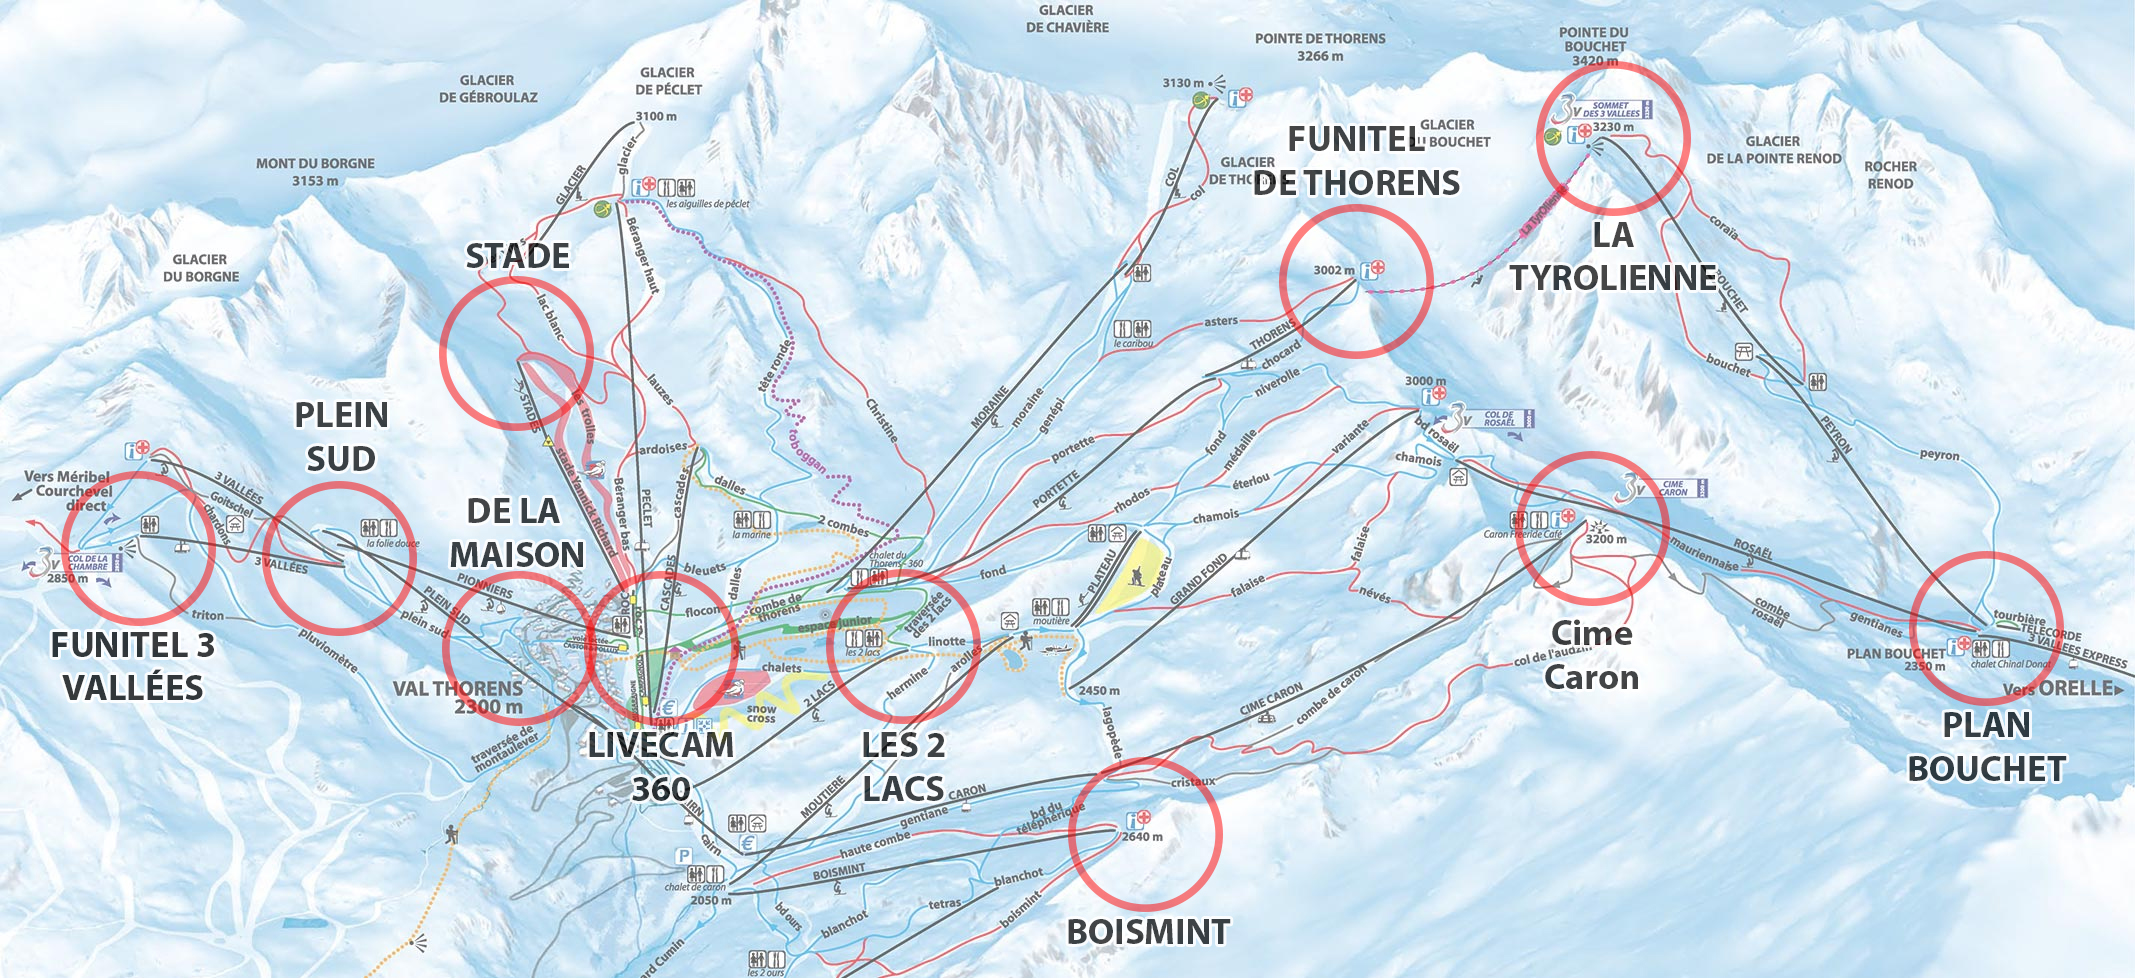 GLACIER
DE CHAVIÈRE
POINTE DE THORENS
3266 m
POINTE DU
BOUCHET
3420 m
GLACIER
DE GÉBROULAZ
GLACIER
DE PÉCLET
3100 m
3130 m
SOMMET
DES 3 VALLEES
3V
3230 m
GLACIER
DU BOUCHET
GLACIER
DE LA POINTE RENOD
ROCHER
RENOD
MONT DU BORGNE
3153 m
GLACIER
DU BORGNE
GLACIER
glacier
les aiguilles de péclet
COL
col
GLACIER
FUNITEL
DE THORENS
La Tyrolienne
LA
TYROLIENNE
coraïa
STADE
Béranger haut
lac blanc
3002 m
asters
THORENS
chocard
le caribou
BOUCHET
bouchet
tête ronde
lauzes
Christine
MORAINE
moraine
genépi
niverolle
3000 m
3V
COL DE
ROSAËL
bd rosaël
PEYRON
peyron
PLEIN
SUD
STADES
les trolles
stade Yannick Richard
ardoises
toboggan
portette
PORTETTE
fond
médaille
variante
chamois
3V
CIME
CARON
Vers Méribel
Courchevel
direct
3 VALLÉES
Goitschel
chardons
la folie douce
3V
COL DE LA
CHAMBRE
2850 m
3 VALLÉES
DE LA
MAISON
Béranger bas
PECLET
cascades
dalles
la marine
2 combes
chalet du
Thorens - 360
rhodos
éterlou
chamois
Caron Freeride Café
3200 m
ROSAËL
mauriennaise
PIONNIERS
PLEIN SUD
plein sud
triton
pluviomètre
bleuets
CASCADES
dalles
flocon
combe de
thorens
espace junior
traversée
des 2 lacs
les 2 lacs
linotte
fond
PLATEAU
plateau
GRAND FOND
falaise
falaise
névés
moutière
combe
rosaël
gentianes
tourbière
TÉLÉCORDE
3 VALLÉES EXPRESS
PLAN BOUCHET
2350 m
chalet Chinal Donat
Vers ORELLE
FUNITEL 3
VALLÉES
VAL THORENS
2300 m
chalets
snow
cross
2 LACS
hermine
arolles
2450 m
lagopède
CIME CARON
combe de caron
Cime
Caron
PLAN
BOUCHET
traversée de
montaulever
LIVECAM
360
LES 2
LACS
MOUTIERE
CARON
gentiane
cristaux
bd du
téléphérique
cairn
P
chalet de caron
2050 m
haute combe
BOISMINT
2640 m
blanchot
tetras
boismint
BOISMINT
bd ours
blanchot
les 2 ours